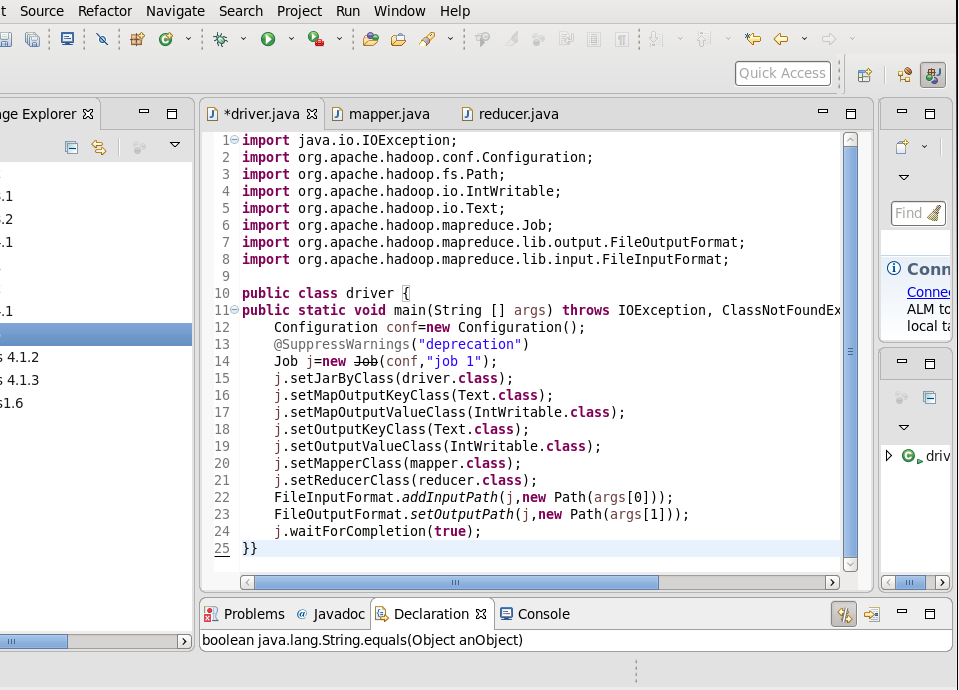 t Source Refactor Navigate Search Project Run Window Help
Quick Access
ge Explorer
*driver.java mapper.java reducer.java
.1
.2
.1
.1
s 4.1.2
s 4.1.3
s1.6
1 import java.io.IOException;
2 import org.apache.hadoop.conf.Configuration;
3 import org.apache.hadoop.fs.Path;
4 import org.apache.hadoop.io.IntWritable;
5 import org.apache.hadoop.io.Text;
6 import org.apache.hadoop.mapreduce.Job;
7 import org.apache.hadoop.mapreduce.lib.output.FileOutputFormat;
8 import org.apache.hadoop.mapreduce.lib.input.FileInputFormat;
9
10 public class driver {
11 public static void main(String [] args) throws IOException, ClassNotFoundEx
12 Configuration conf=new Configuration();
13 @SuppressWarnings("deprecation")
14 Job j=new Job(conf,"job 1");
15 j.setJarByClass(driver.class);
16 j.setMapOutputKeyClass(Text.class);
17 j.setMapOutputValueClass(IntWritable.class);
18 j.setOutputKeyClass(Text.class);
19 j.setOutputValueClass(IntWritable.class);
20 j.setMapperClass(mapper.class);
21 j.setReducerClass(reducer.class);
22 FileInputFormat.addInputPath(j,new Path(args[0]));
23 FileOutputFormat.setOutputPath(j,new Path(args[1]));
24 j.waitForCompletion(true);
25 }}
Find
Conn
Connec
ALM to
local ta
driv
Problems @ Javadoc Declaration Console
boolean java.lang.String.equals(Object anObject)